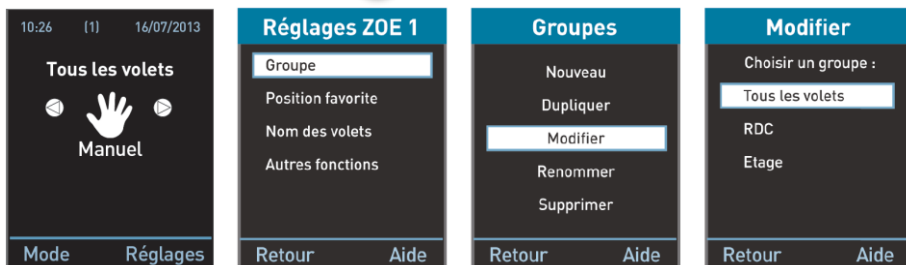 10:26 (1) 16/07/2013
Tous les volets
Manuel
Mode Réglages
Réglages ZOE 1
Groupe
Position favorite
Nom des volets
Autres fonctions
Retour Aide
Groupes
Nouveau
Dupliquer
Modifier
Renommer
Supprimer
Retour Aide
Modifier
Choisir un groupe :
Tous les volets
RDC
Etage
Retour Aide